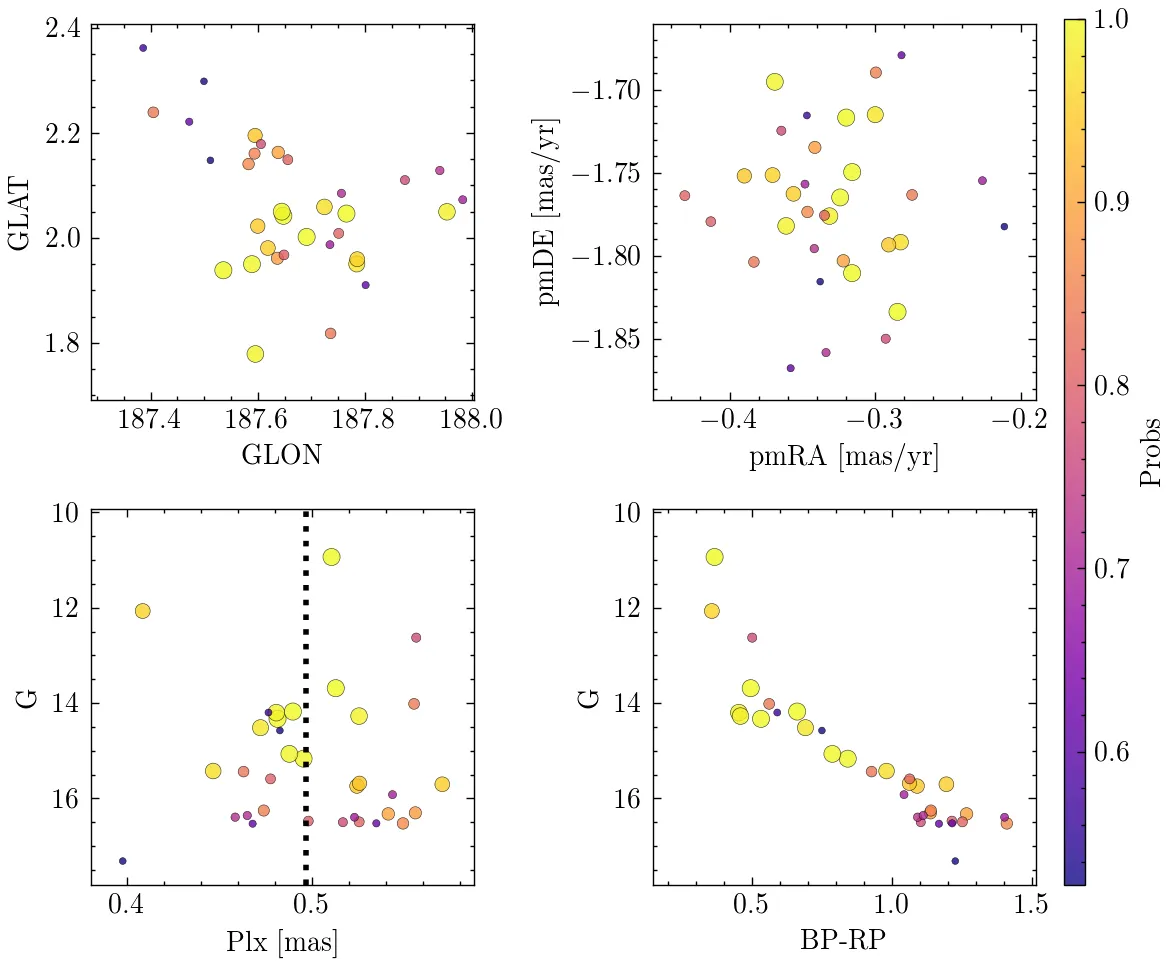 2.4
2.2
2.0
1.8
GLAT
187.4 187.6 187.8 188.0
GLON
−1.70
−1.75
−1.80
−1.85
pmDE [mas/yr]
−0.4 −0.3 −0.2
pmRA [mas/yr]
10
12
14
16
G
0.4 0.5
Plx [mas]
10
12
14
16
G
0.5 1.0 1.5
BP-RP
1.0
0.9
0.8
0.7
0.6
Probs